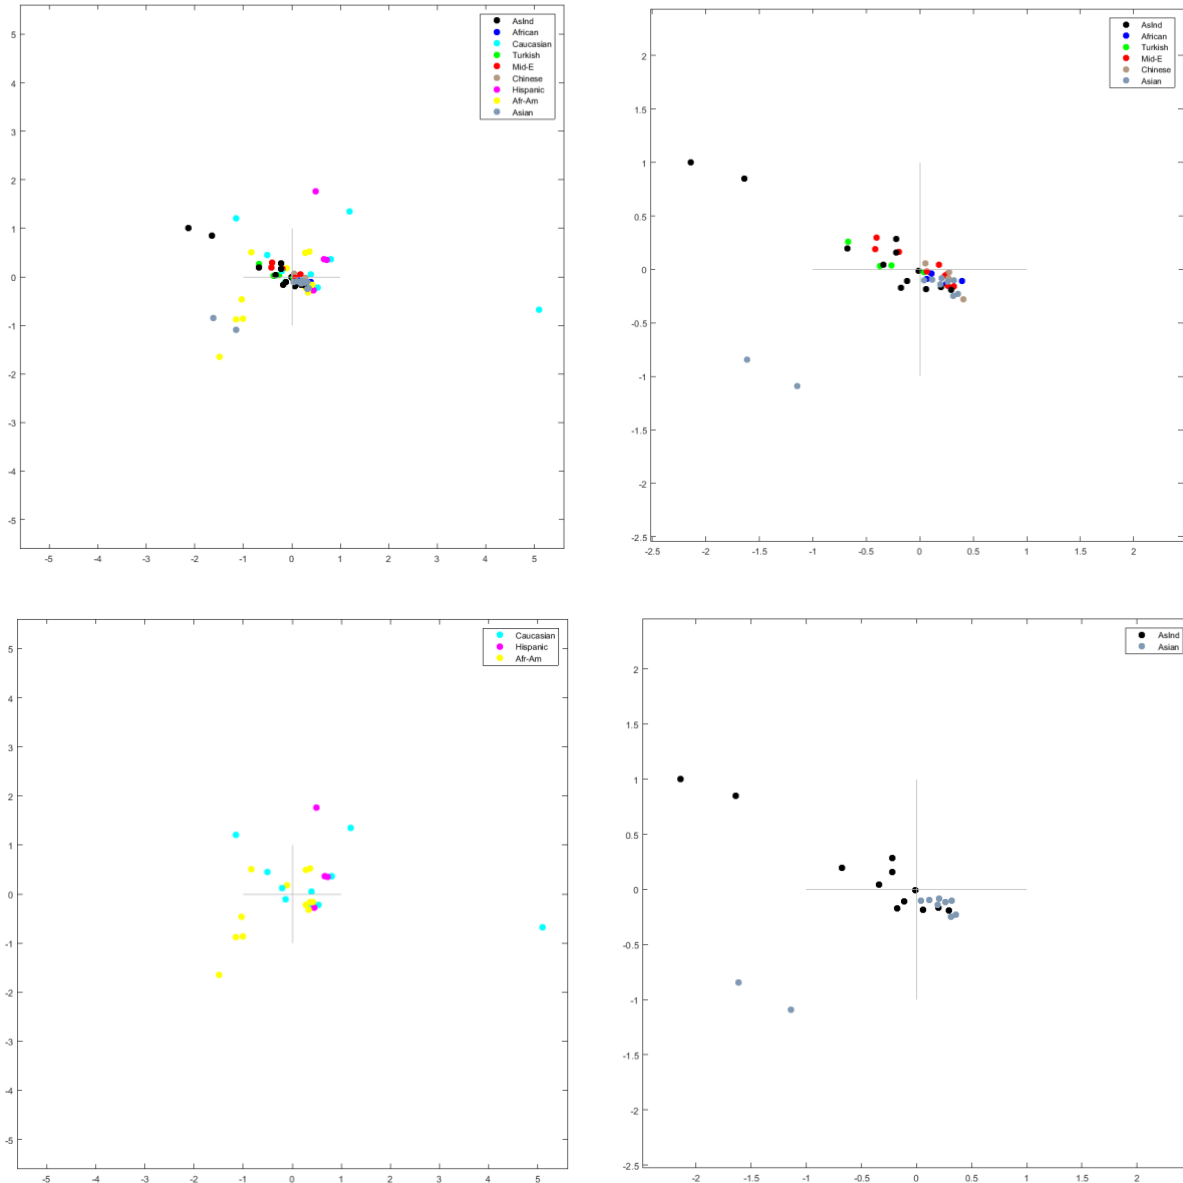 5
4
3
2
1
0
-1
-2
-3
-4
-5
-5 -4 -3 -2 -1 0 1 2 3 4 5
AsInd
African
Caucasian
Turkish
Mid-E
Chinese
Hispanic
Afr-Am
Asian
2
1.5
1
0.5
0
-0.5
-1
-1.5
-2
-2.5
-2.5 -2 -1.5 -1 -0.5 0 0.5 1 1.5 2
AsInd
African
Turkish
Mid-E
Chinese
Asian
5
4
3
2
1
0
-1
-2
-3
-4
-5
-5 -4 -3 -2 -1 0 1 2 3 4 5
Caucasian
Hispanic
Afr-Am
2
1.5
1
0.5
0
-0.5
-1
-1.5
-2
-2.5
-2 -1.5 -1 -0.5 0 0.5 1 1.5 2
AsInd
Asian